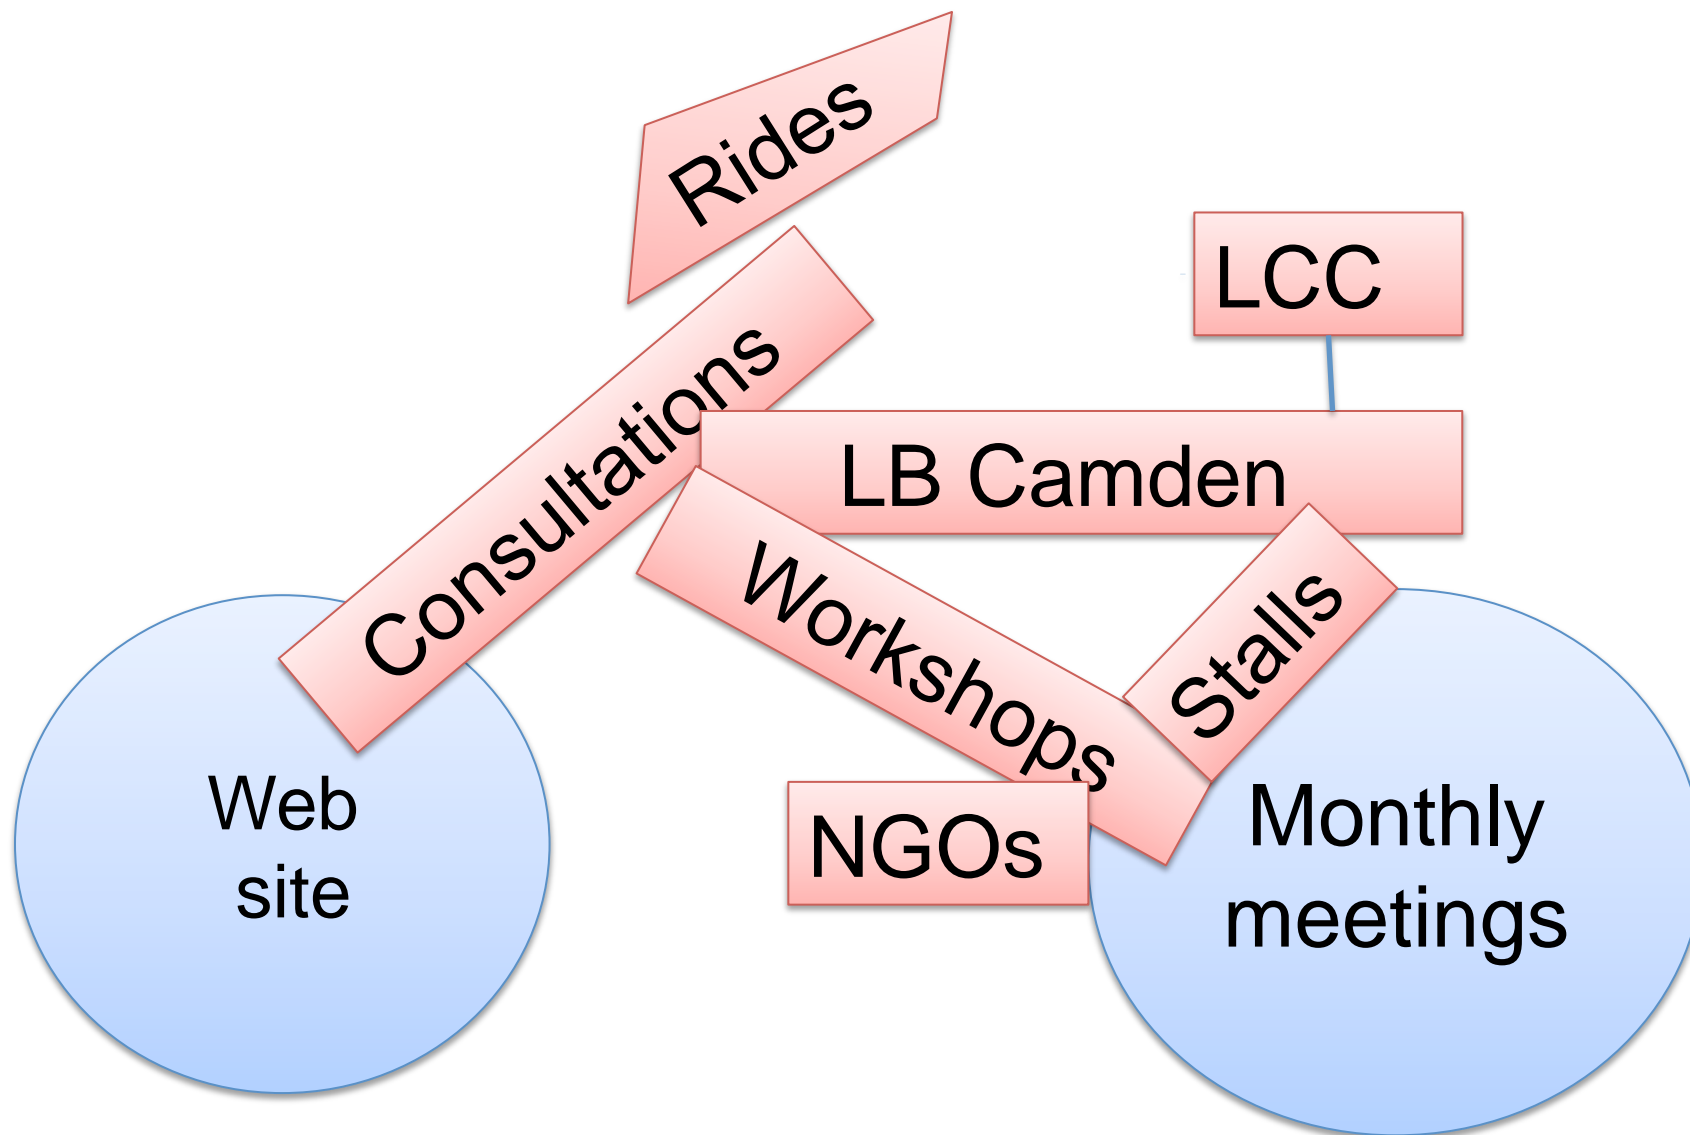 Rides
LCC
Consultations
LB Camden
Workshops
Stalls
Web
site
NGOs
Monthly
meetings